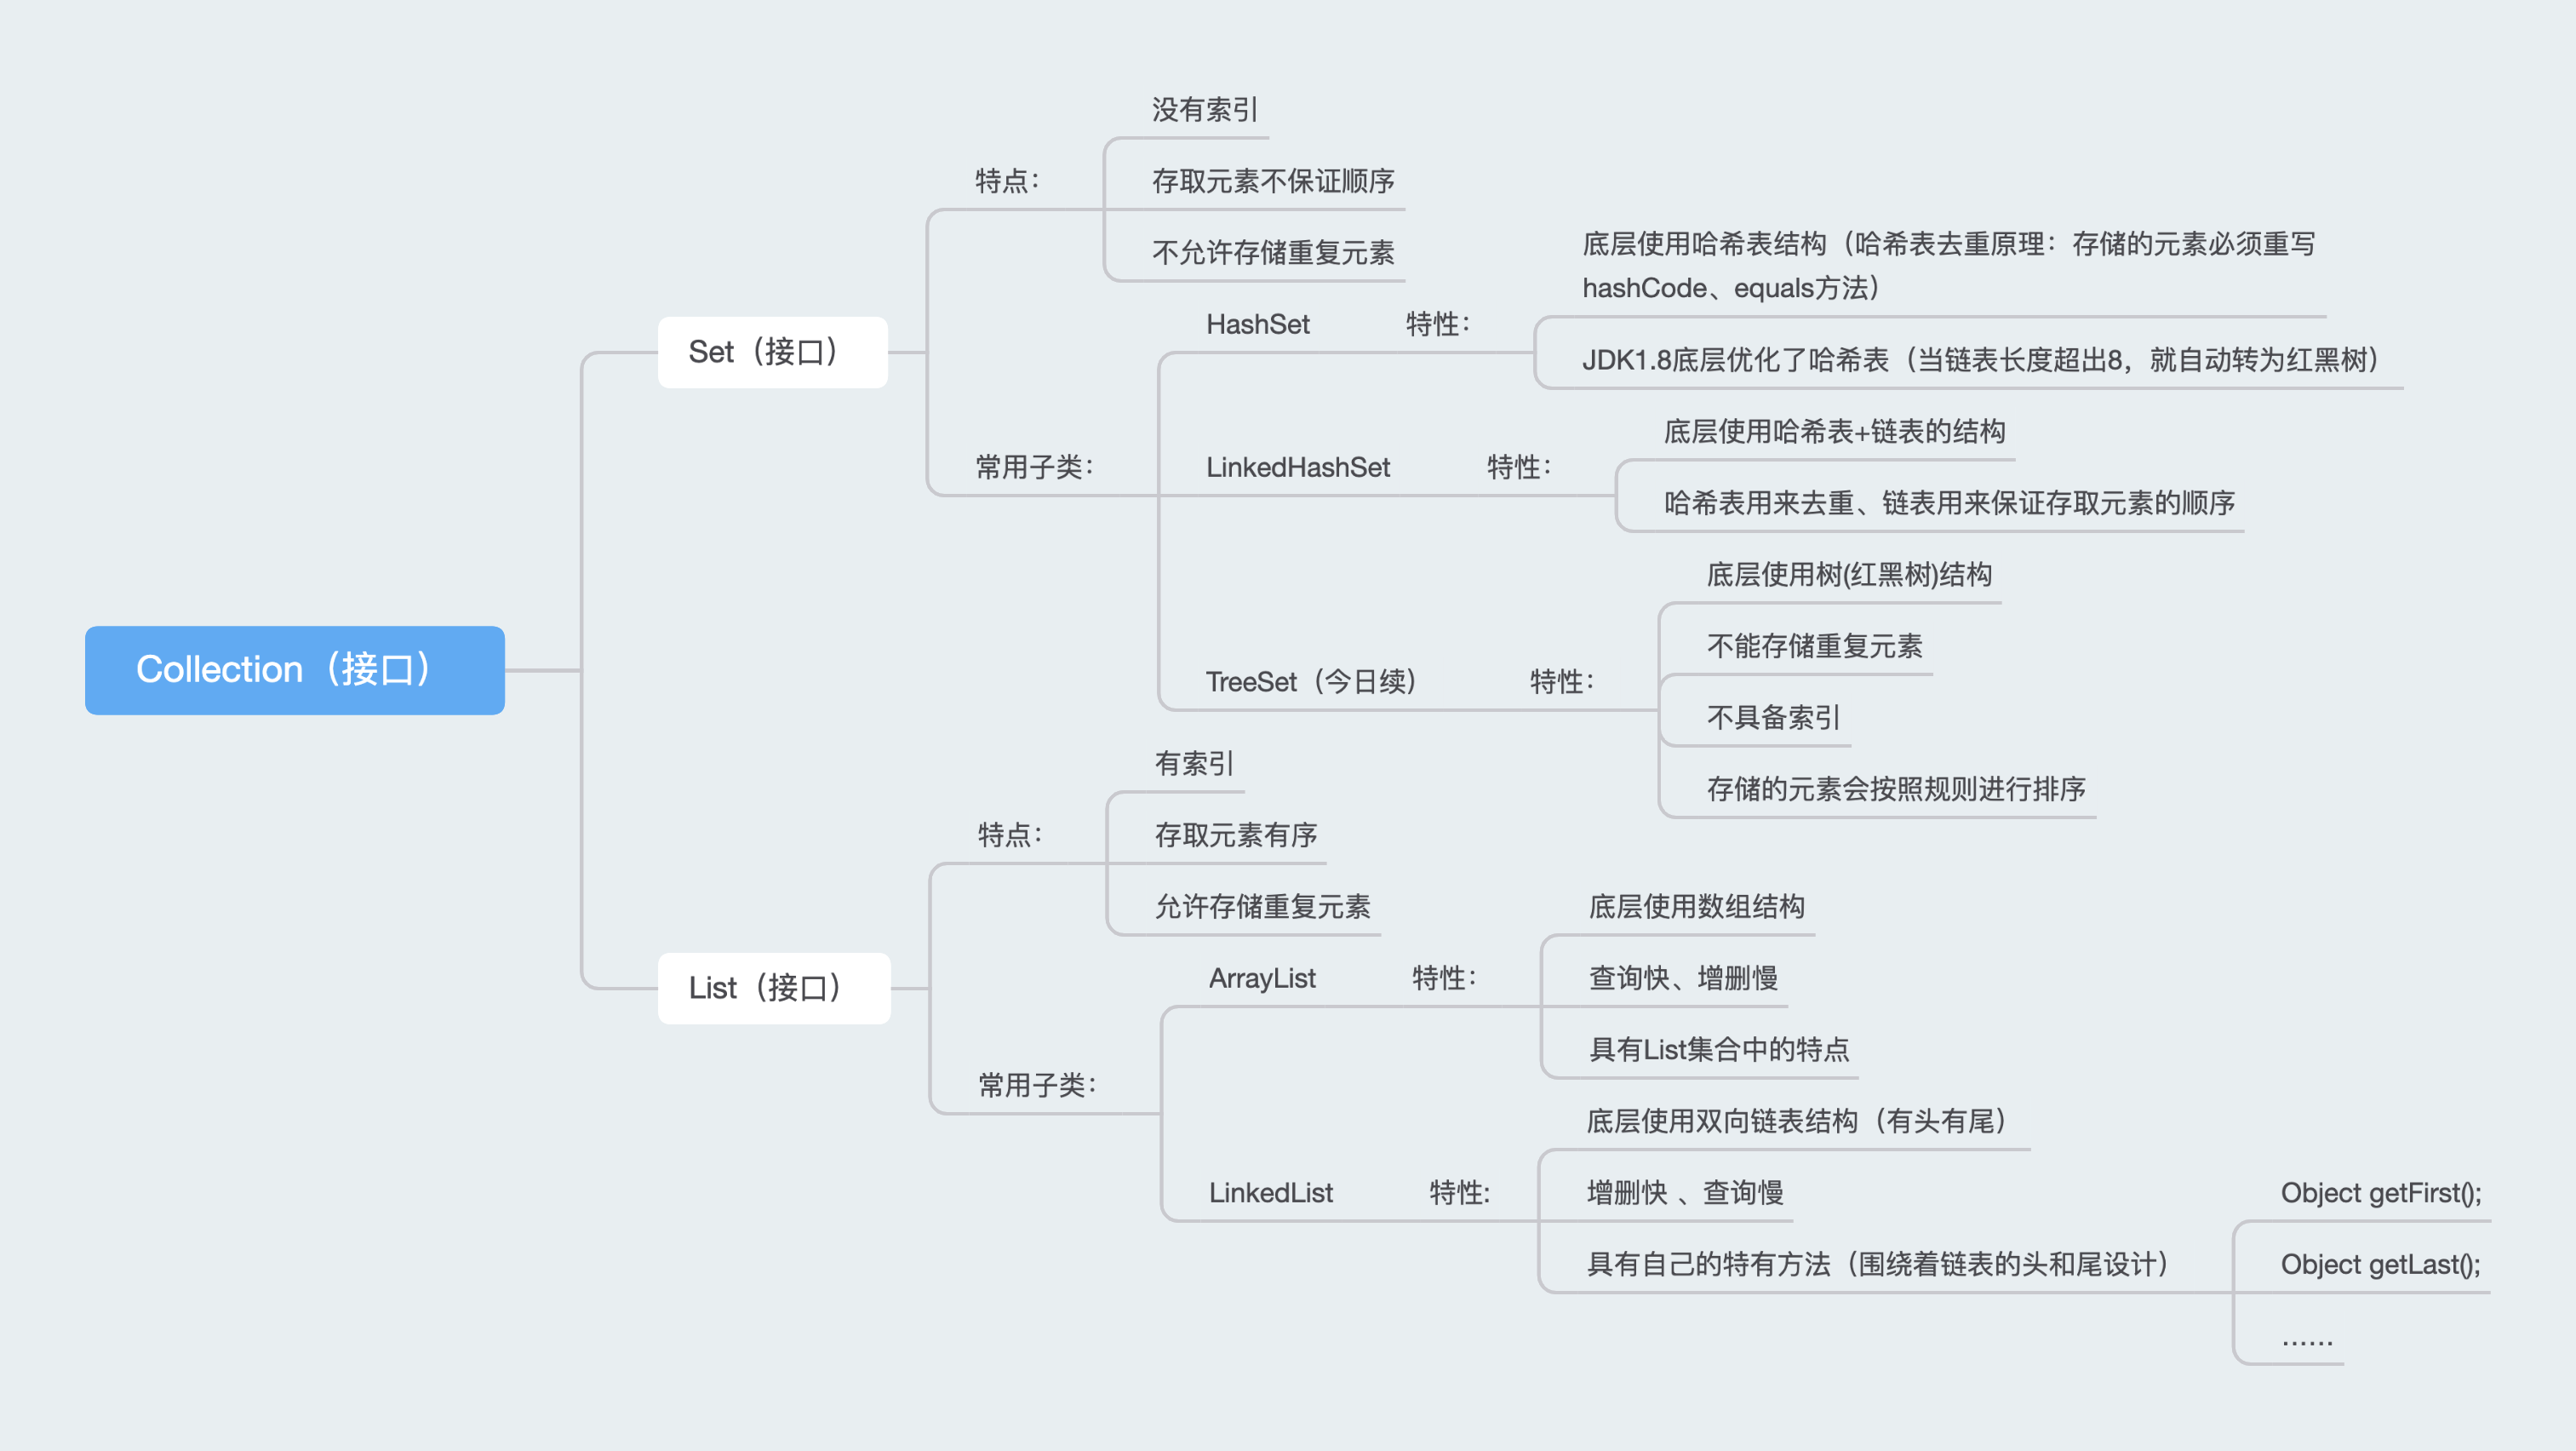 Collection（接口）
Set（接口）
特点：
没有索引
存取元素不保证顺序
不允许存储重复元素
常用子类：
HashSet
特性：
底层使用哈希表结构（哈希表去重原理：存储的元素必须重写
hashCode、equals方法）
JDK1.8底层优化了哈希表（当链表长度超出8，就自动转为红黑树）
LinkedHashSet
特性：
底层使用哈希表+链表的结构
哈希表用来去重、链表用来保证存取元素的顺序
TreeSet（今日续）
特性：
底层使用树(红黑树)结构
不能存储重复元素
不具备索引
存储的元素会按照规则进行排序
List（接口）
特点：
有索引
存取元素有序
允许存储重复元素
常用子类：
ArrayList
特性：
底层使用数组结构
查询快、增删慢
具有List集合中的特点
LinkedList
特性:
底层使用双向链表结构（有头有尾）
增删快 、查询慢
具有自己的特有方法（围绕着链表的头和尾设计）
Object getFirst();
Object getLast();
……